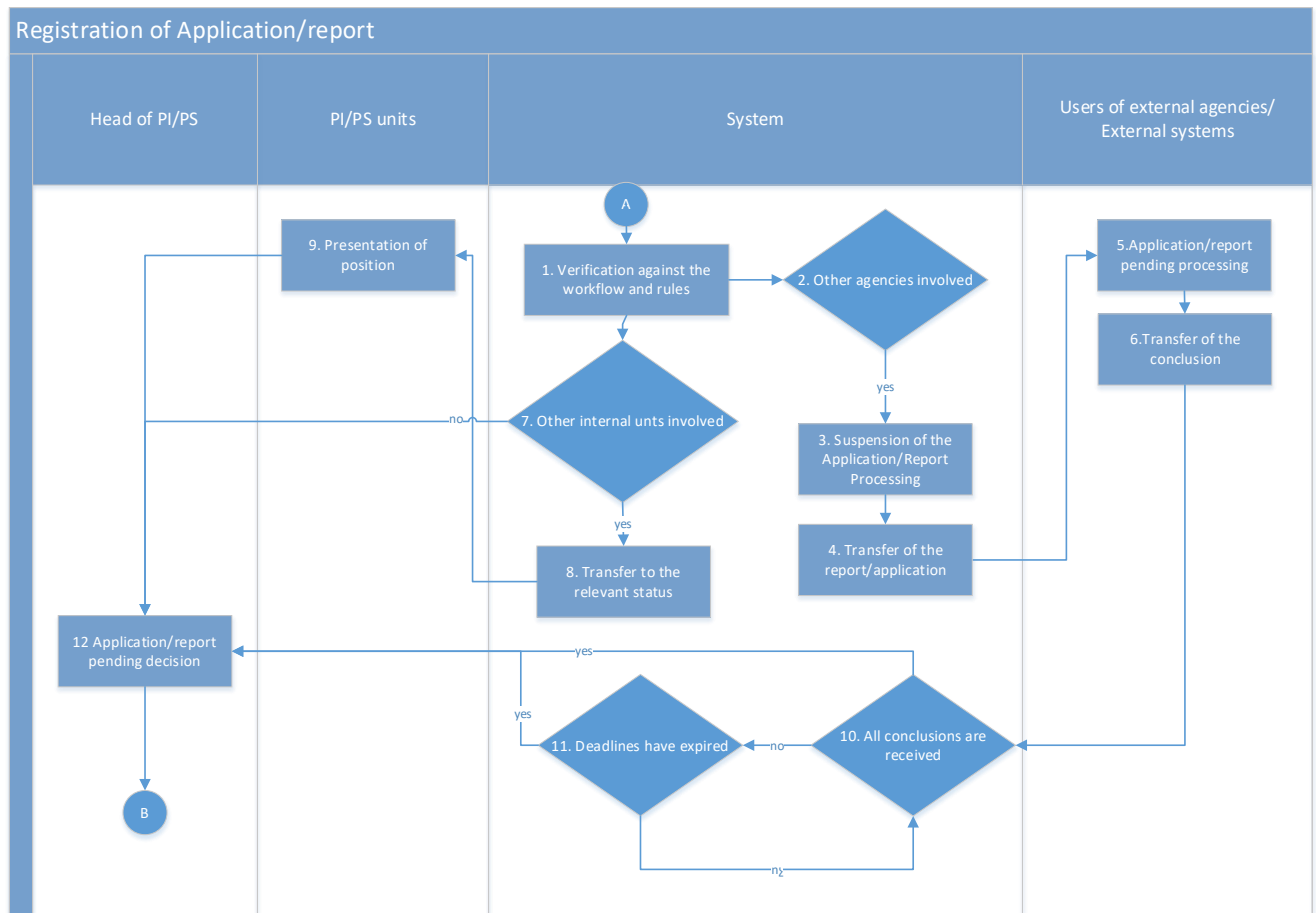 Registration of Application/report
Head of PI/PS
PI/PS units
System
Users of external agencies/
External systems
A
9. Presentation of
position
1. Verification against the
workflow and rules
2. Other agencies involved
5.Application/report
pending processing
6.Transfer of the
conclusion
yes
no
7. Other internal unts involved
3. Suspension of the
Application/Report
Processing
yes
8. Transfer to the
relevant status
4. Transfer of the
report/application
12 Application/report
pending decision
yes
yes
11. Deadlines have expired
no
10. All conclusions are
received
B